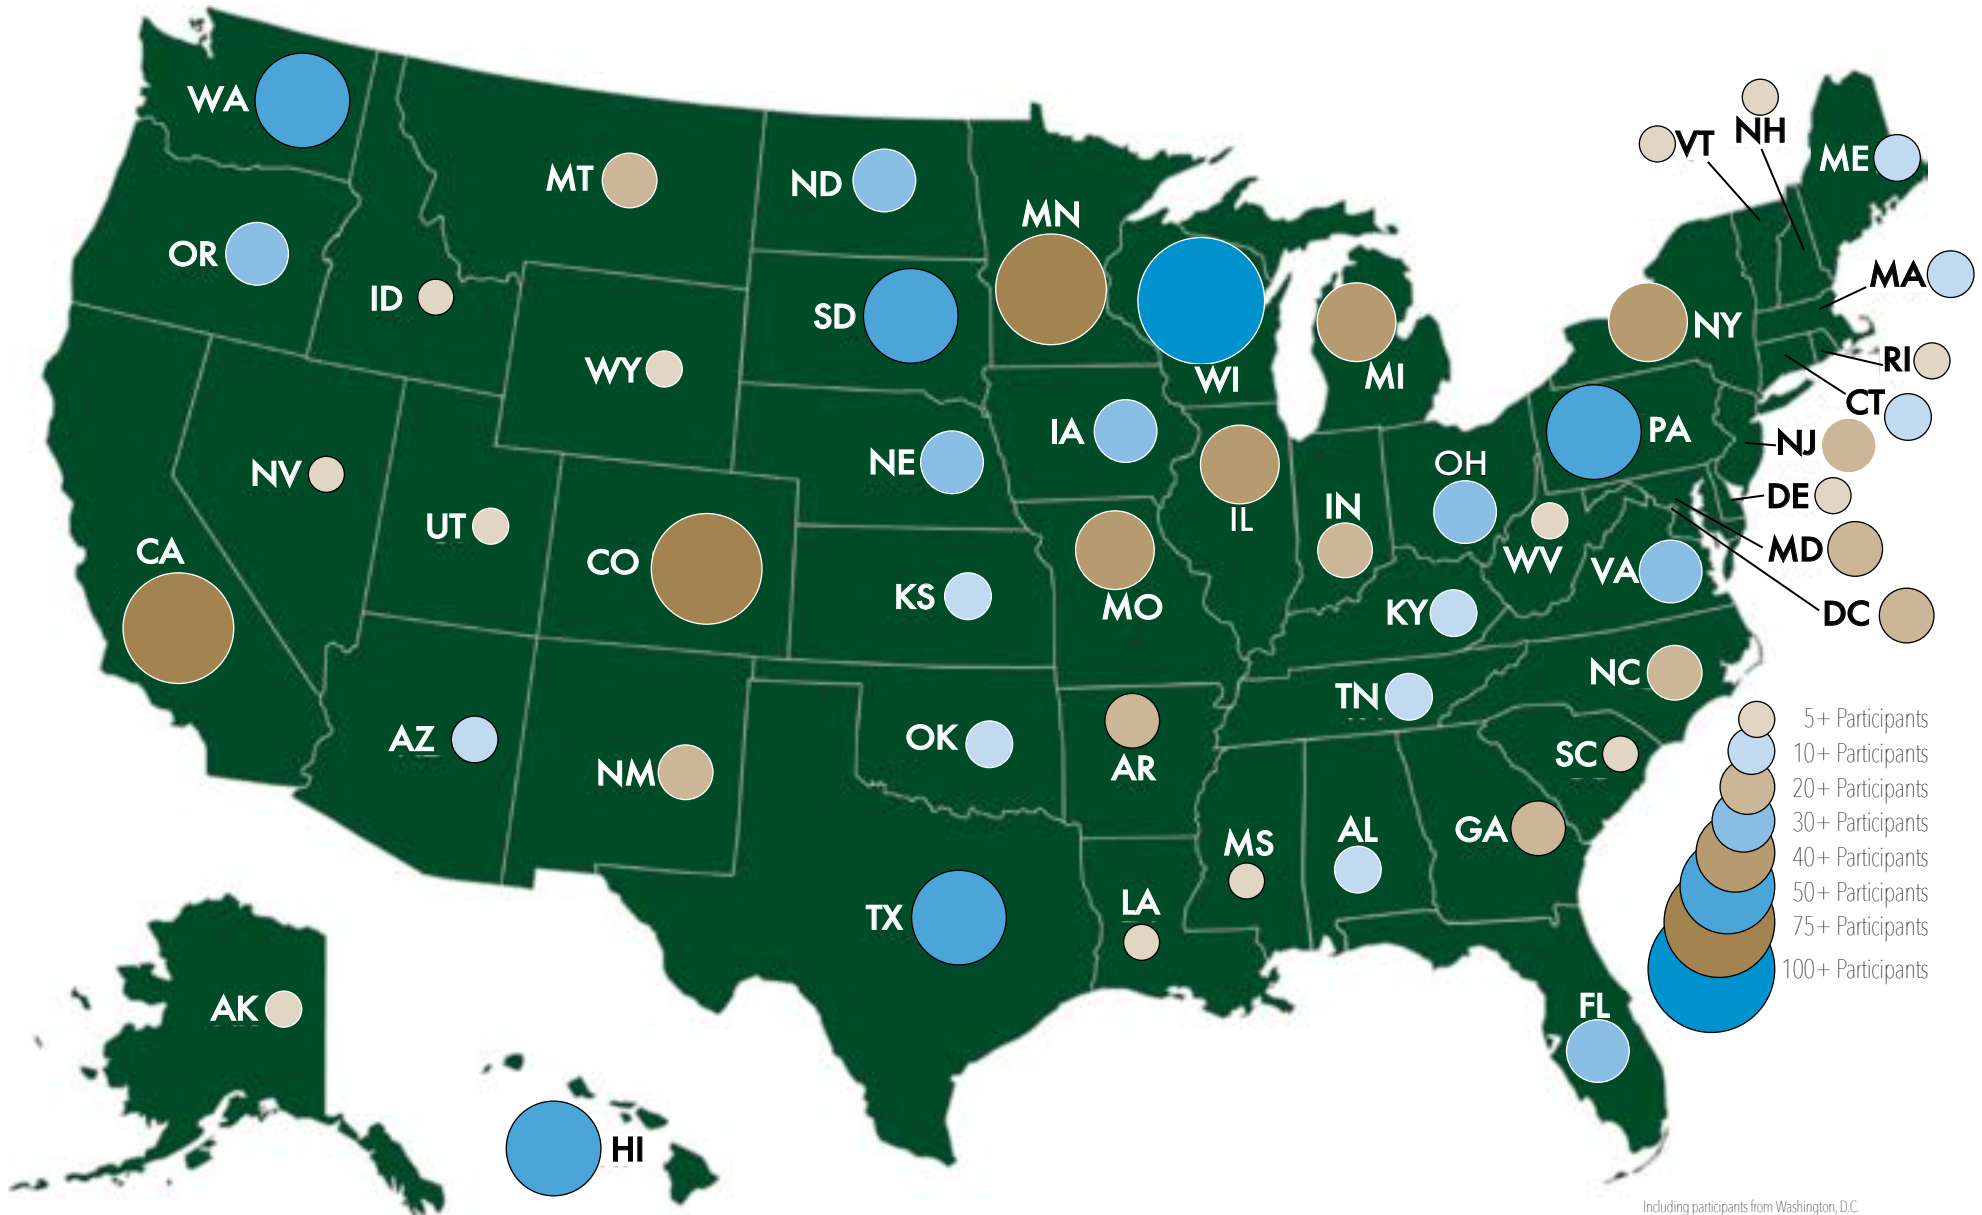 WA
VT
NH
ME
MT
ND
MN
OR
MA
ID
SD
NY
WY
WI
MI
RI
CT
IA
PA
NJ
NE
OH
NV
DE
UT
IN
IL
CA
CO
WV
MD
KS
MO
KY
VA
DC
NC
TN
AZ
OK
NM
AR
SC
5+ Participants
10+ Participants
20+ Participants
30+ Participants
40+ Participants
50+ Participants
75+ Participants
100+ Participants
MS
AL
GA
TX
LA
AK
FL
HI
Including participants from Washington, D.C.